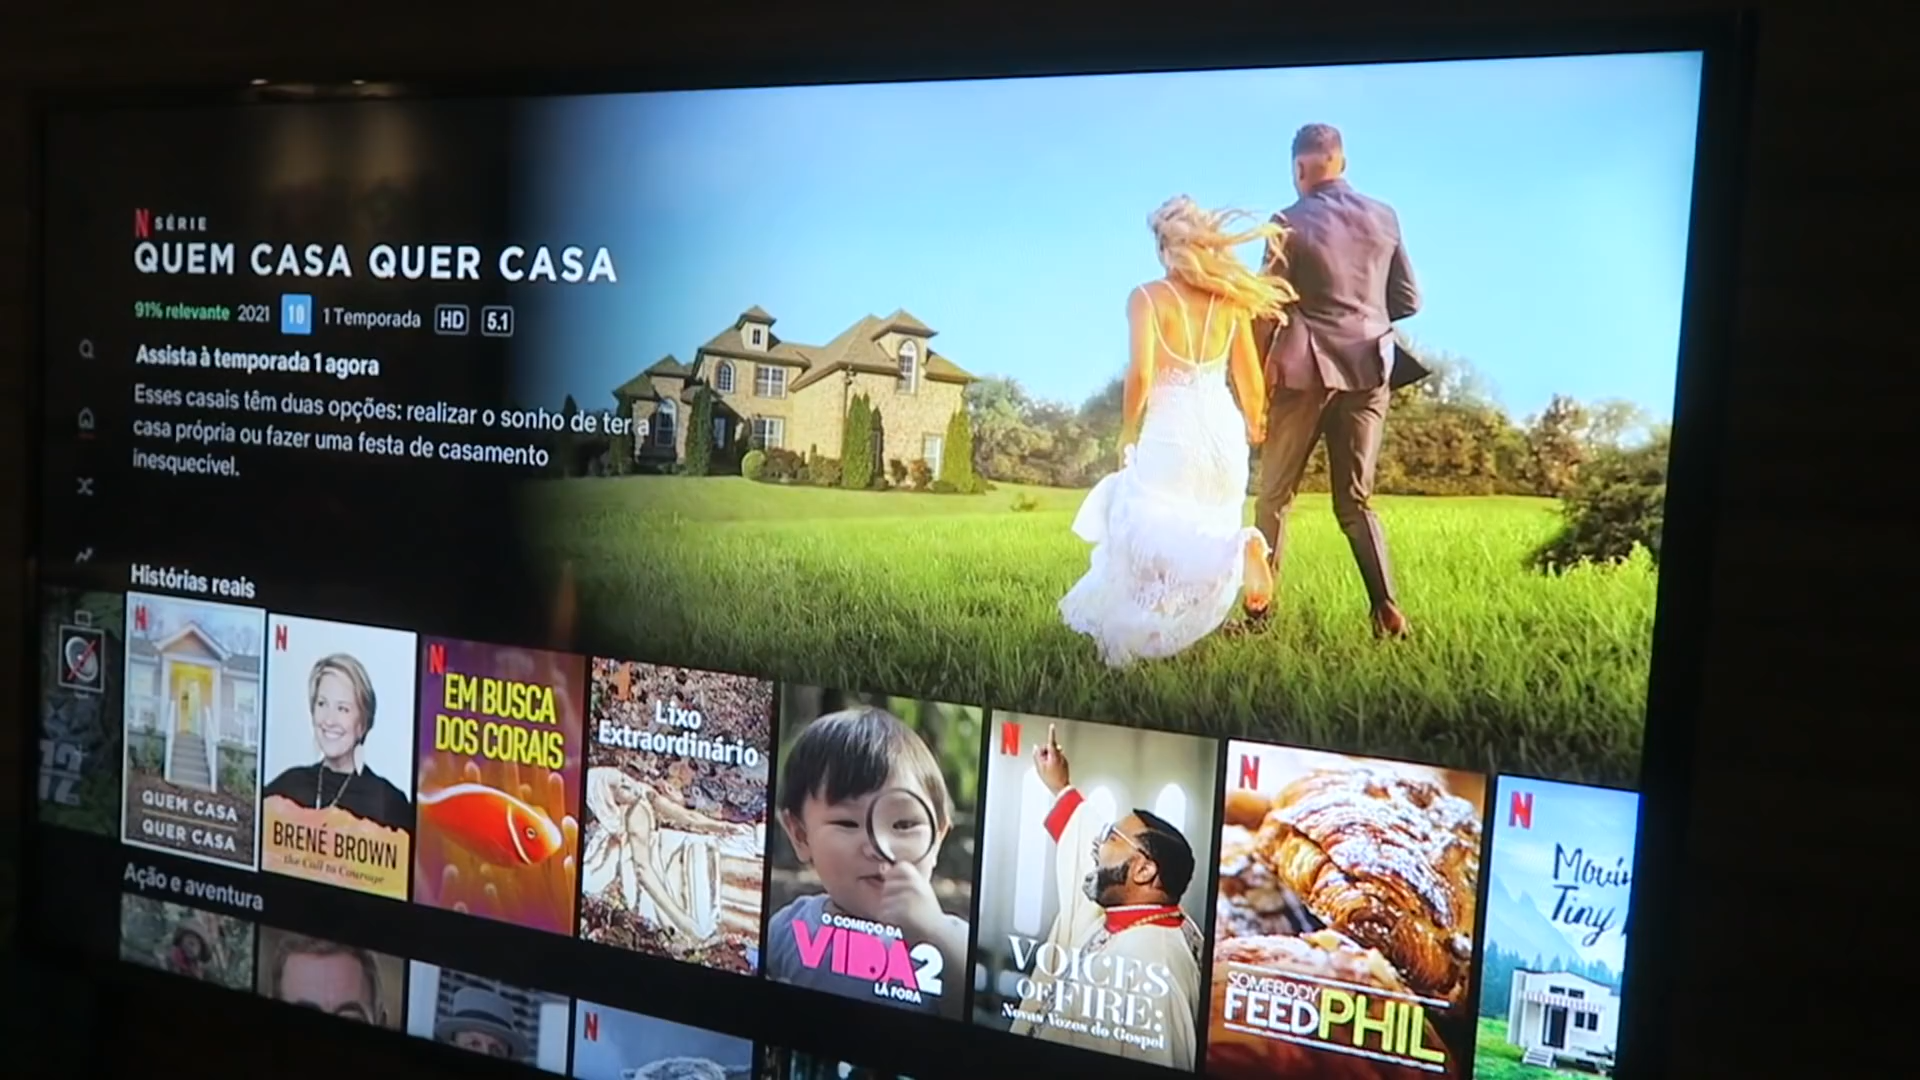 N SÉRIE
QUEM CASA QUER CASA
91% relevante 2021 10 1 Temporada HD 5.1
Assista à temporada 1 agora
Esses casais têm duas opções: realizar o sonho de ter a
casa própria ou fazer uma festa de casamento
inesquecível.
Histórias reais
N
QUEM CASA
QUER CASA
N
BRENÉ BROWN
the Call to Courage
N
EM BUSCA
DOS CORAIS
Lixo
Extraordinário
O COMEÇO DA
VIDA 2
LÁ FORA
N
VOICES
OF FIRE:
Novas Vozes do Gospel
N
SOMEBODY
FEED PHIL
N
Tiny
Ação e aventura
N